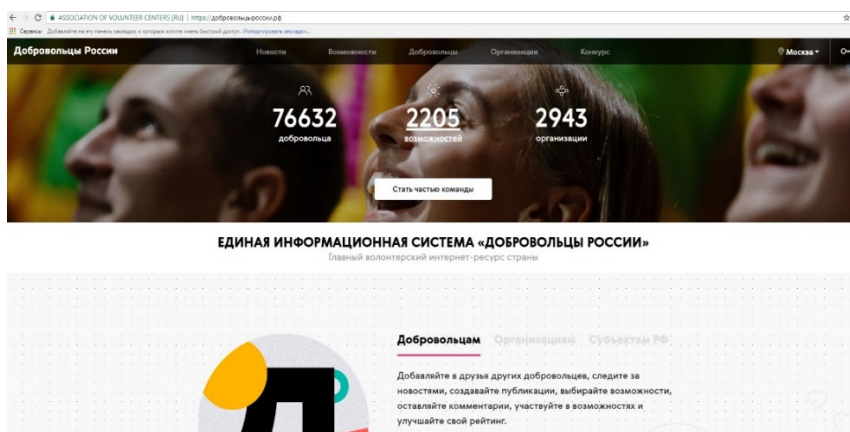 ASSOCIATION OF VOLUNTEER CENTERS [RU] | https://добровольцыроссии.рф
Сервисы Добавляйте на эту панель закладки, к которым хотите иметь быстрый доступ. Импортировать закладки...
Добровольцы России Новости Возможности Добровольцы Организации Конкурс Москва
76632 2205 2943
добровольца возможностей организации
Стать частью команды
ЕДИНАЯ ИНФОРМАЦИОННАЯ СИСТЕМА «ДОБРОВОЛЬЦЫ РОССИИ»
Главный волонтерский интернет-ресурс страны
Добровольцам Организациям Субъектам РФ
Добавляйте в друзья других добровольцев, следите за
новостями, создавайте публикации, выбирайте возможности,
оставляйте комментарии, участвуйте в возможностях и
улучшайте свой рейтинг.